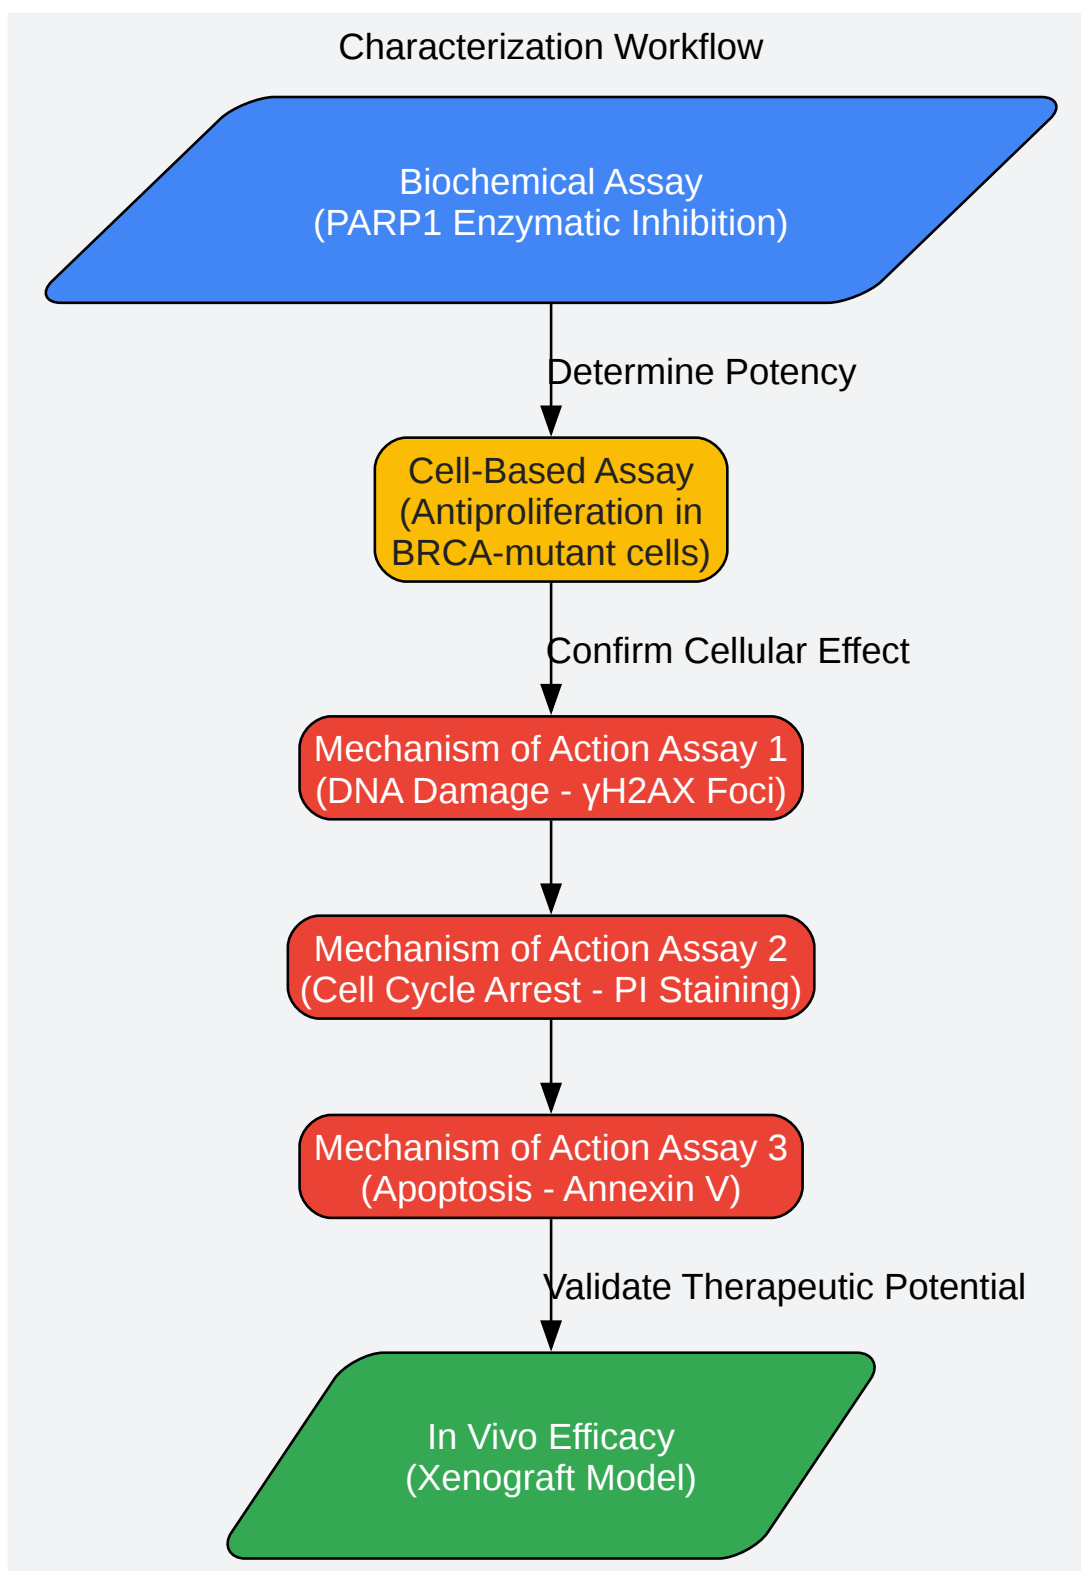 Characterization Workflow
Biochemical Assay
(PARP1 Enzymatic Inhibition)
Determine Potency
Cell-Based Assay
(Antiproliferation in
BRCA-mutant cells)
Confirm Cellular Effect
Mechanism of Action Assay 1
(DNA Damage - γH2AX Foci)
Mechanism of Action Assay 2
(Cell Cycle Arrest - PI Staining)
Mechanism of Action Assay 3
(Apoptosis - Annexin V)
Validate Therapeutic Potential
In Vivo Efficacy
(Xenograft Model)